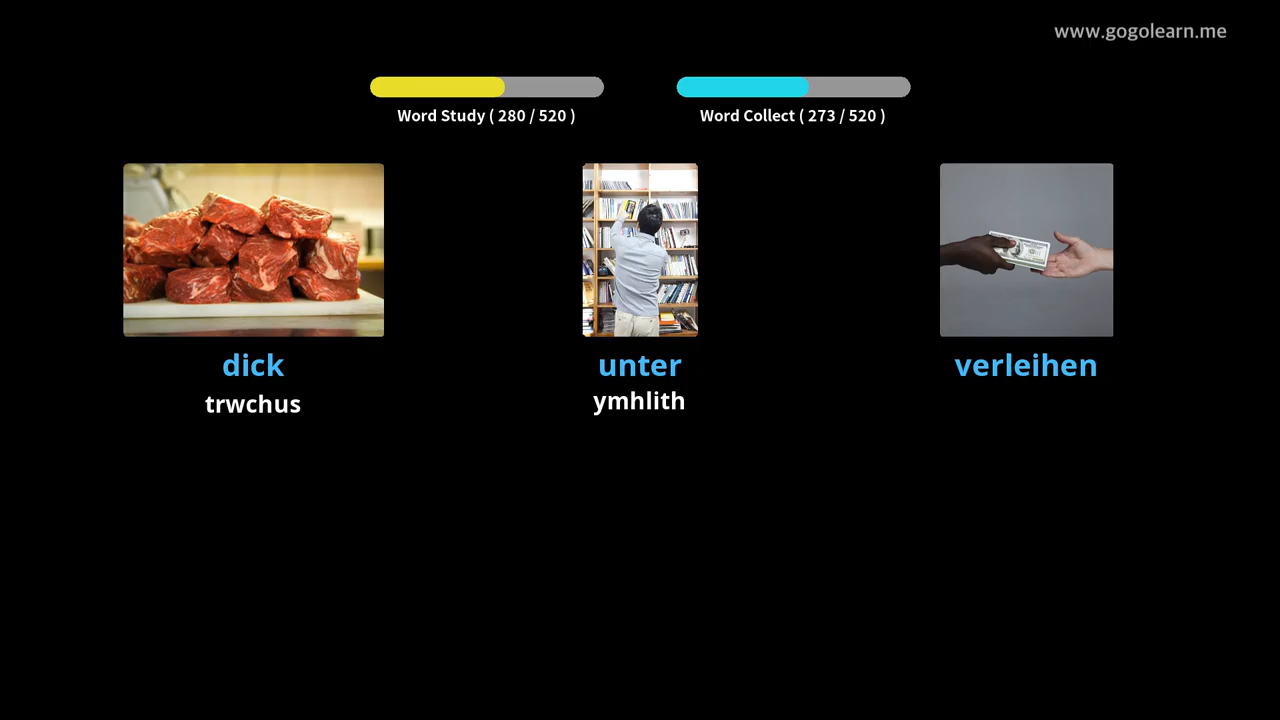 www.gogolearn.me
Word Study ( 280 / 520 )
Word Collect ( 273 / 520 )
dick
trwchus
unter
ymhlith
verleihen